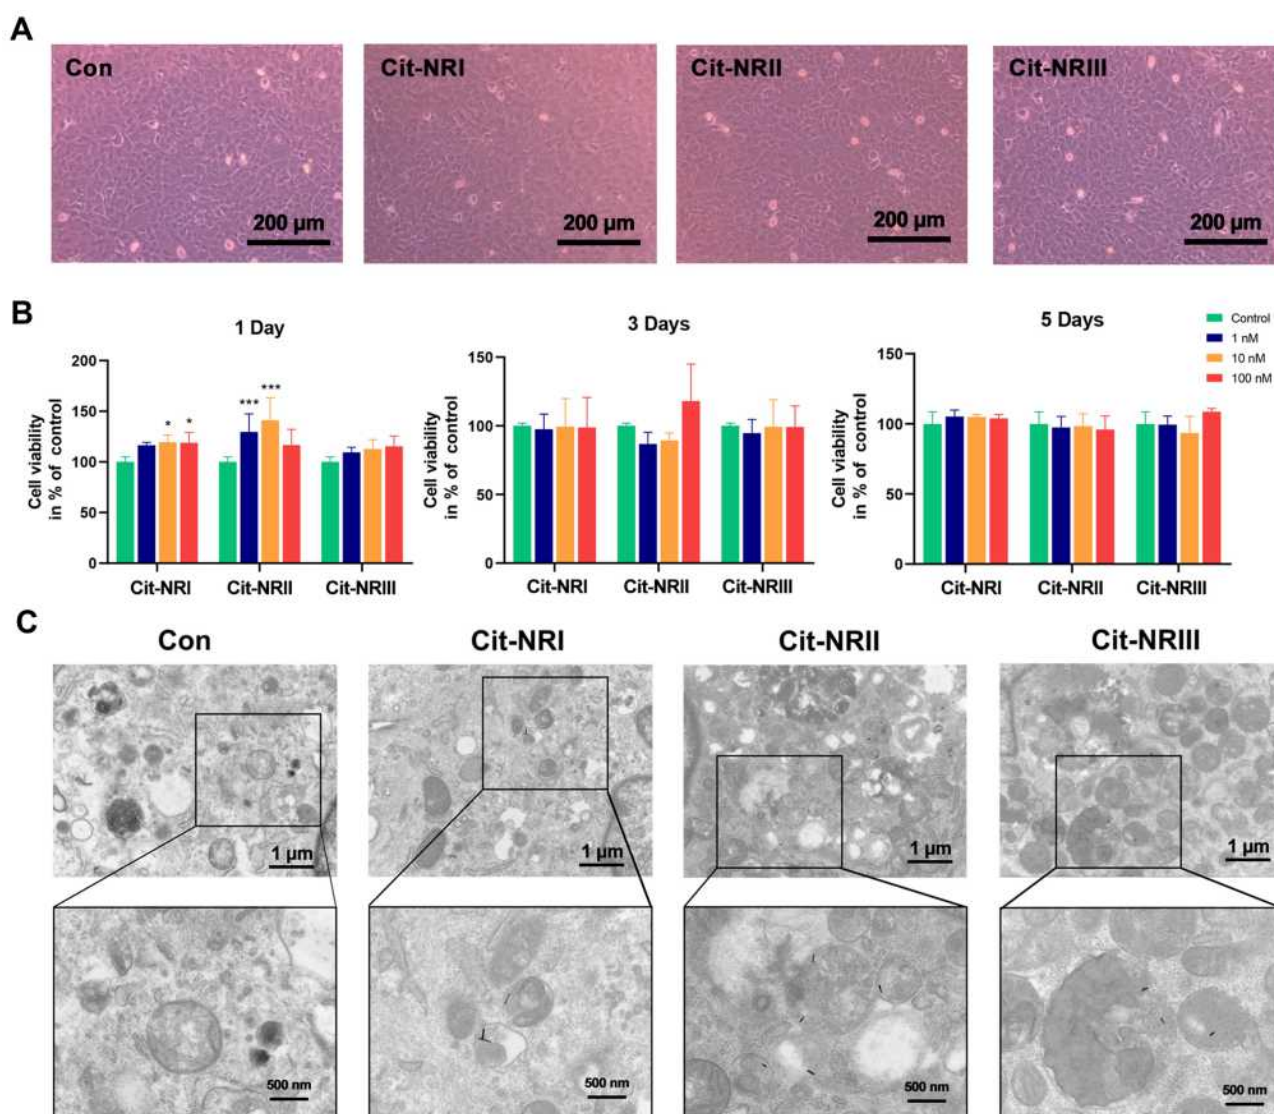 A
Con
Cit-NRI
Cit-NRII
Cit-NRIII
200 µm
200 µm
200 µm
200 µm
B
1 Day
3 Days
5 Days
Control
1 nM
10 nM
100 nM
Cell viability
in % of control
200
150
100
50
0
*
*
***
***
Cit-NRI
Cit-NRII
Cit-NRIII
Cell viability
in % of control
150
100
50
0
Cit-NRI
Cit-NRII
Cit-NRIII
Cell viability
in % of control
150
100
50
0
Cit-NRI
Cit-NRII
Cit-NRIII
C
Con
Cit-NRI
Cit-NRII
Cit-NRIII
1 µm
1 µm
1 µm
1 µm
500 nm
500 nm
500 nm
500 nm